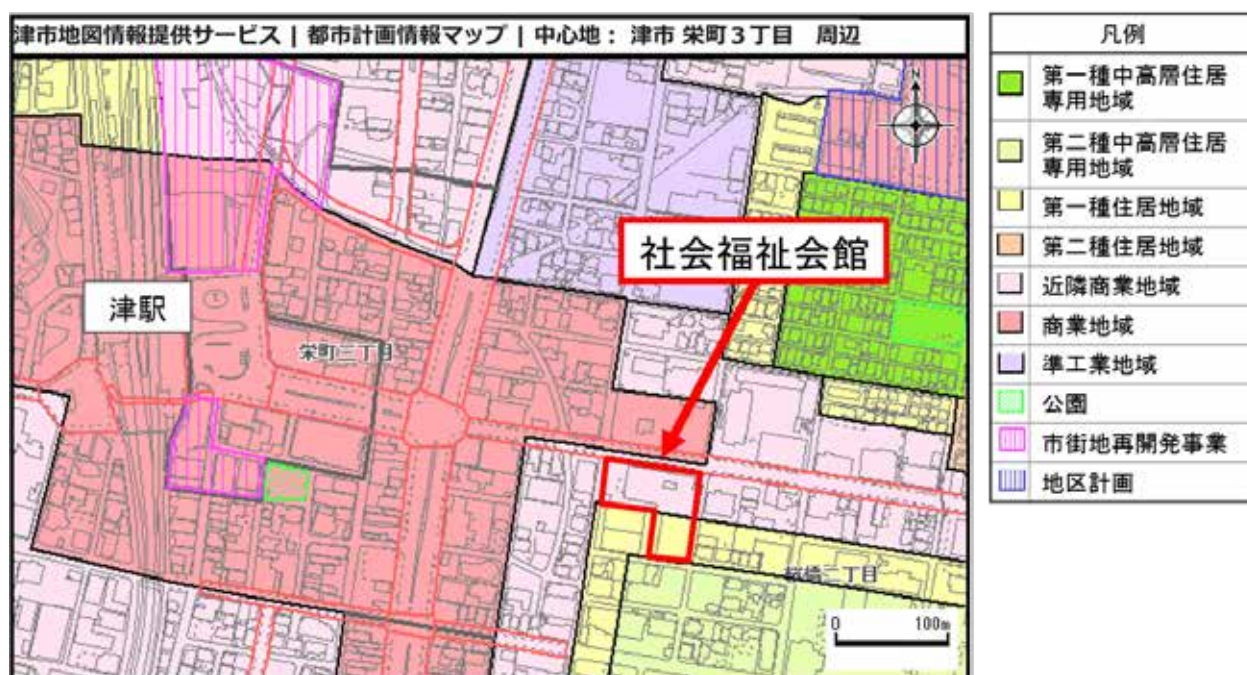 津市地図情報提供サービス | 都市計画情報マップ | 中心地： 津市 栄町３丁目　周辺
N
社会福祉会館
津駅
栄町二丁目
桜橋二丁目
0 100m
凡例
第一種中高層住居
専用地域
第二種中高層住居
専用地域
第一種住居地域
第二種住居地域
近隣商業地域
商業地域
準工業地域
公園
市街地再開発事業
地区計画